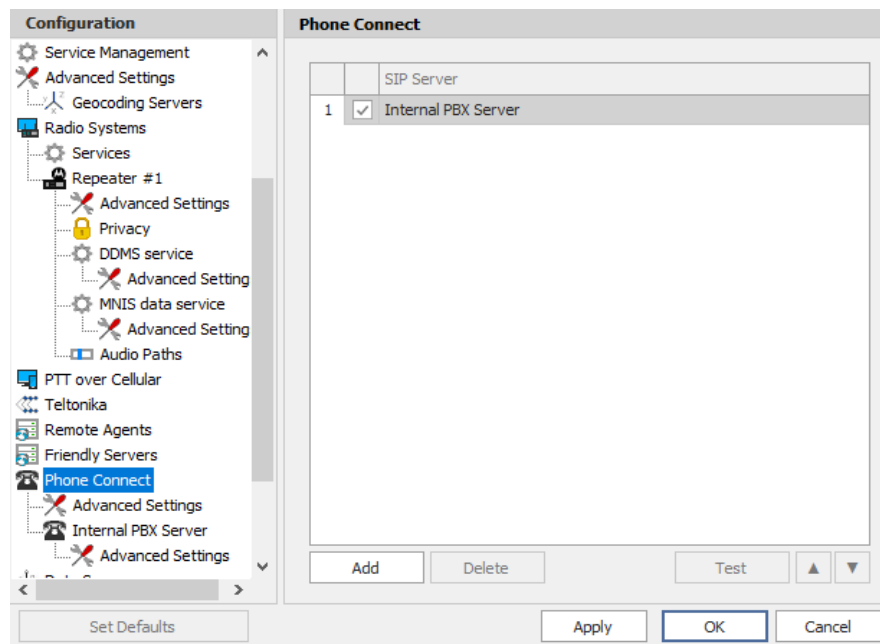 Configuration
Service Management
Advanced Settings
Geocoding Servers
Radio Systems
Services
Repeater #1
Advanced Settings
Privacy
DDMS service
Advanced Setting
MNIS data service
Advanced Setting
Audio Paths
PTT over Cellular
Teltonika
Remote Agents
Friendly Servers
Phone Connect
Advanced Settings
Internal PBX Server
Advanced Settings
Set Defaults
Phone Connect
SIP Server
1 Internal PBX Server
Add Delete Test
Apply OK Cancel